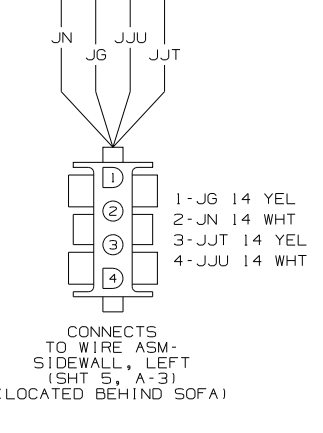 JN
JJU
JG
JJT
1
2
3
4
1-JG 14 YEL
2-JN 14 WHT
3-JJT 14 YEL
4-JJU 14 WHT
CONNECTS
TO WIRE ASM-
SIDEWALL, LEFT
(SHT 5, A-3)
(LOCATED BEHIND SOFA)